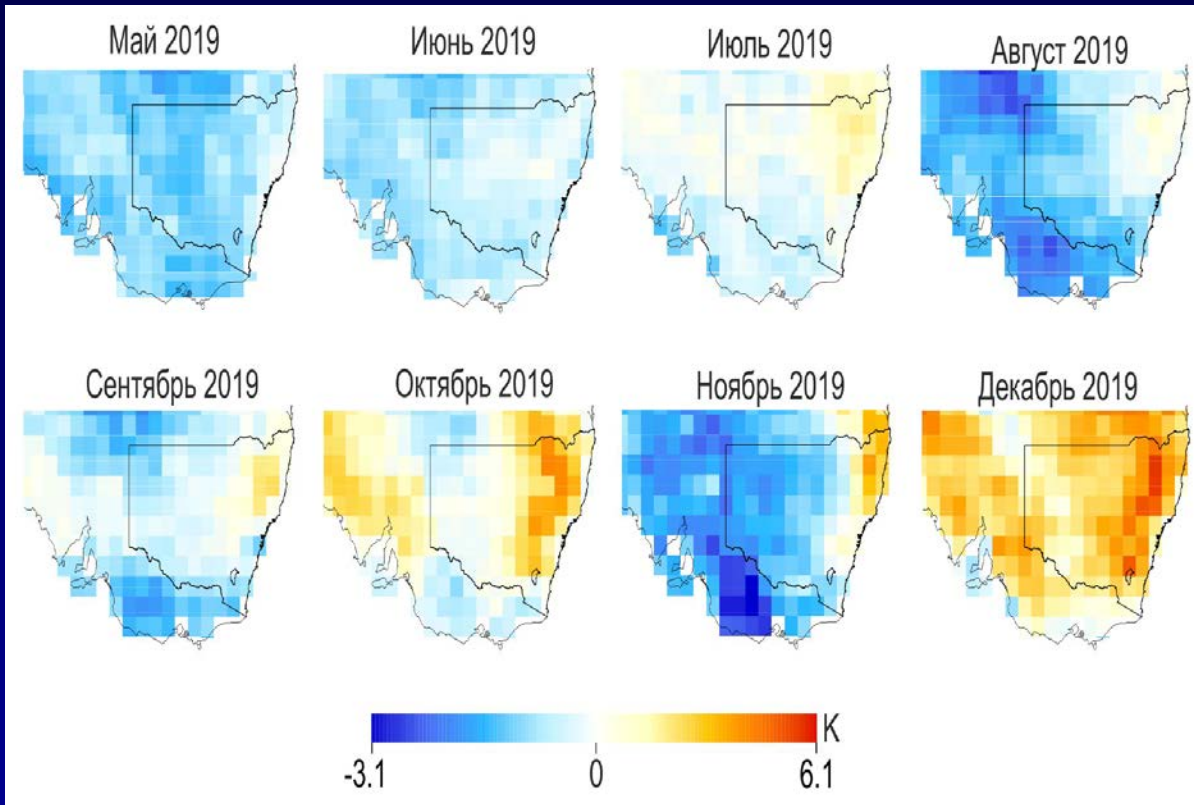 Май 2019
Июнь 2019
Июль 2019
Август 2019
Сентябрь 2019
Октябрь 2019
Ноябрь 2019
Декабрь 2019
K
-3.1
0
6.1